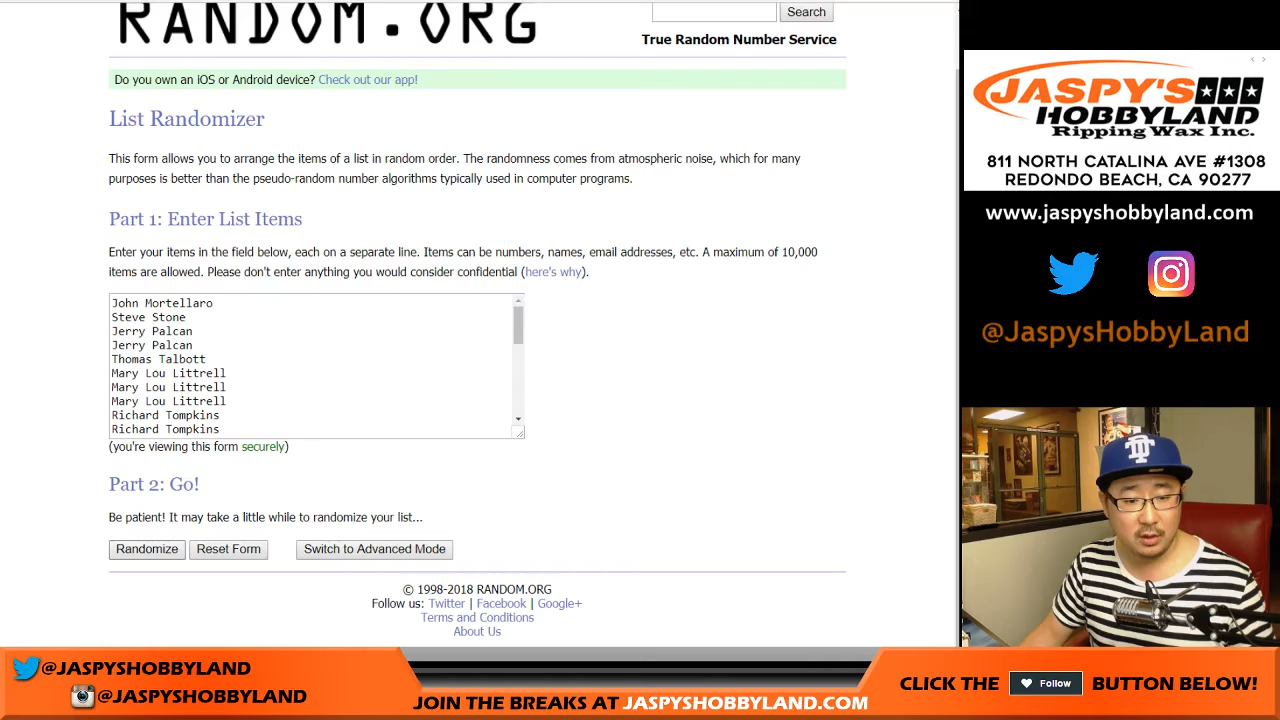 RANDOM.ORG
Search
True Random Number Service
Do you own an iOS or Android device? Check out our app!
List Randomizer
This form allows you to arrange the items of a list in random order. The randomness comes from atmospheric noise, which for many
purposes is better than the pseudo-random number algorithms typically used in computer programs.
Part 1: Enter List Items
Enter your items in the field below, each on a separate line. Items can be numbers, names, email addresses, etc. A maximum of 10,000
items are allowed. Please don't enter anything you would consider confidential (here's why).
John Mortellaro
Steve Stone
Jerry Palcan
Jerry Palcan
Thomas Talbott
Mary Lou Littrell
Mary Lou Littrell
Mary Lou Littrell
Richard Tompkins
Richard Tompkins
(you're viewing this form securely)
Part 2: Go!
Be patient! It may take a little while to randomize your list...
Randomize
Reset Form
Switch to Advanced Mode
© 1998-2018 RANDOM.ORG
Follow us: Twitter | Facebook | Google+
Terms and Conditions
About Us
JASPY'S
HOBBYLAND
Ripping Wax Inc.
811 NORTH CATALINA AVE #1308
REDONDO BEACH, CA 90277
www.jaspyshobbyland.com
@JaspysHobbyLand
@JASPYSHOBBYLAND
@JASPYSHOBBYLAND
JOIN THE BREAKS AT JASPYSHOBBYLAND.COM
CLICK THE Follow BUTTON BELOW!